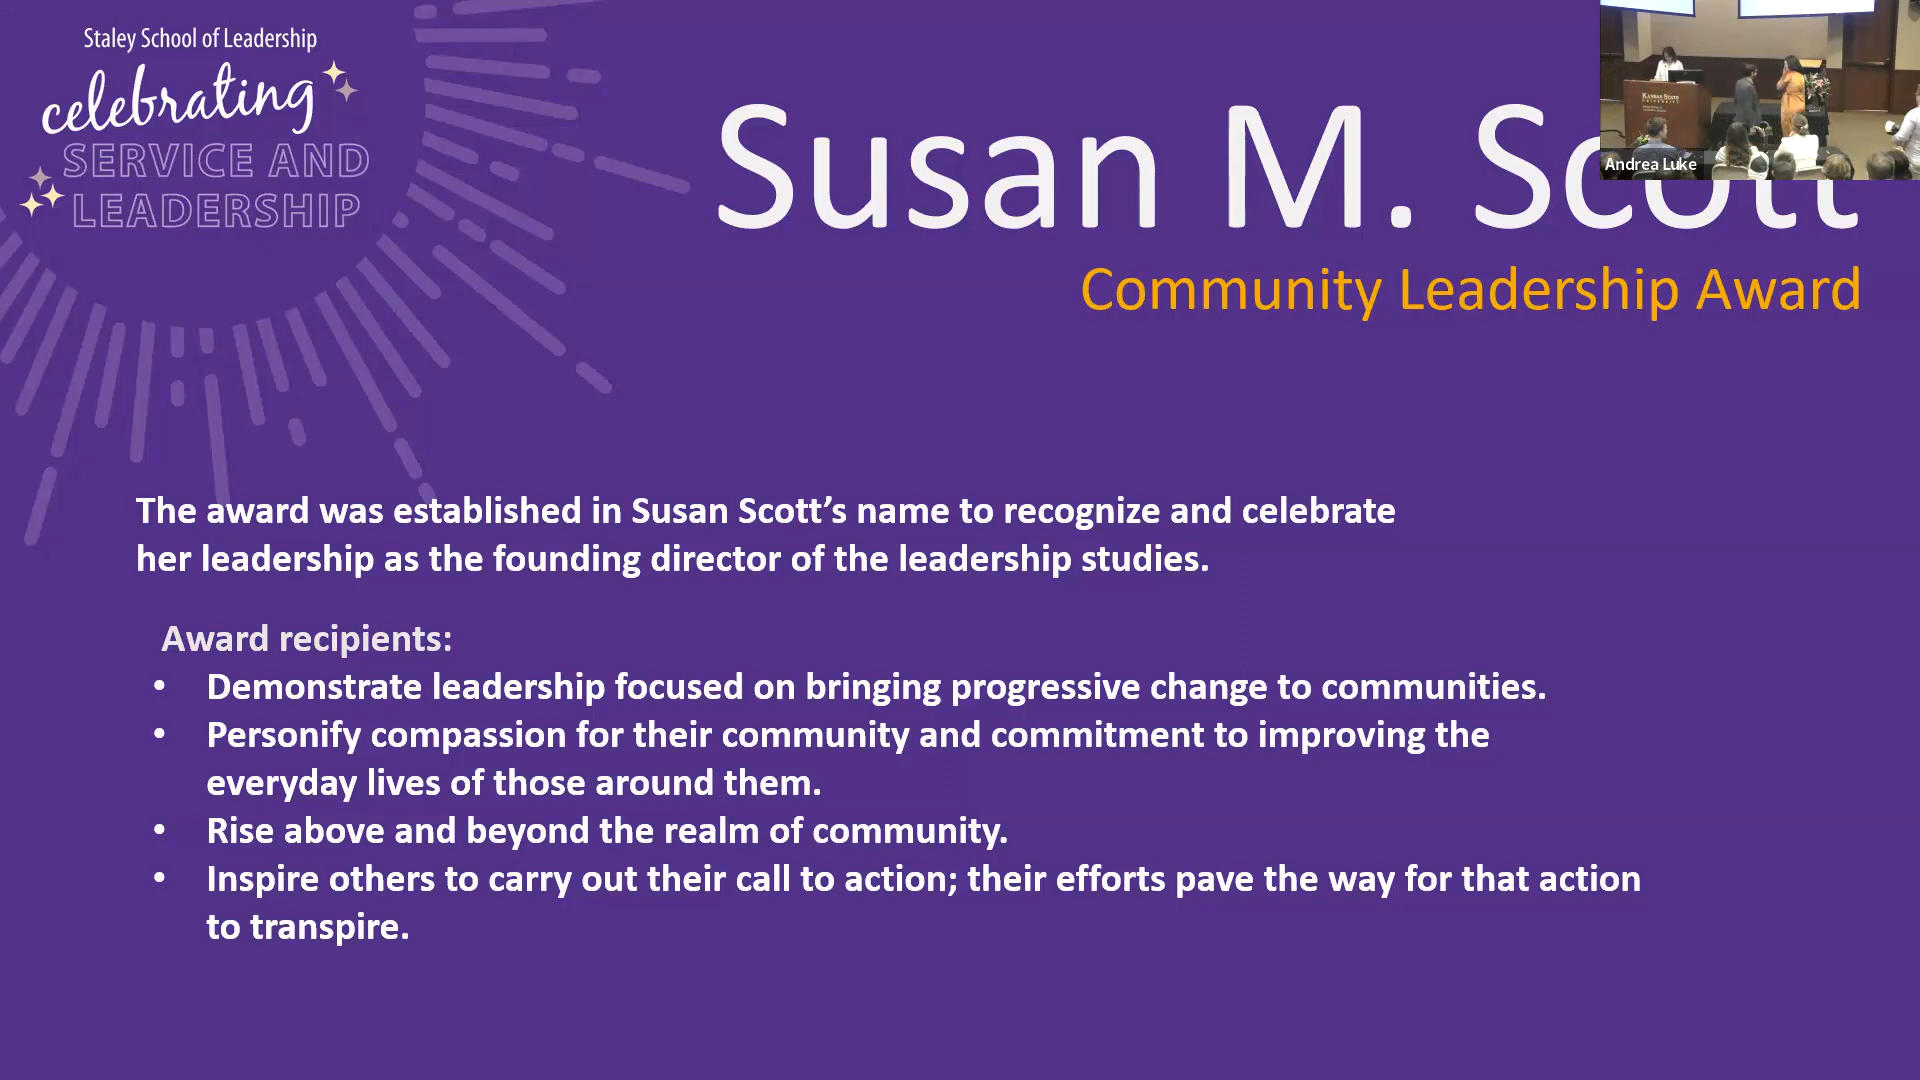 Staley School of Leadership
celebrating
SERVICE AND
LEADERSHIP
Susan M. Scott
Community Leadership Award
KANSAS STATE
UNIVERSITY
Andrea Luke
The award was established in Susan Scott’s name to recognize and celebrate
her leadership as the founding director of the leadership studies.
Award recipients:
• Demonstrate leadership focused on bringing progressive change to communities.
• Personify compassion for their community and commitment to improving the
everyday lives of those around them.
• Rise above and beyond the realm of community.
• Inspire others to carry out their call to action; their efforts pave the way for that action
to transpire.